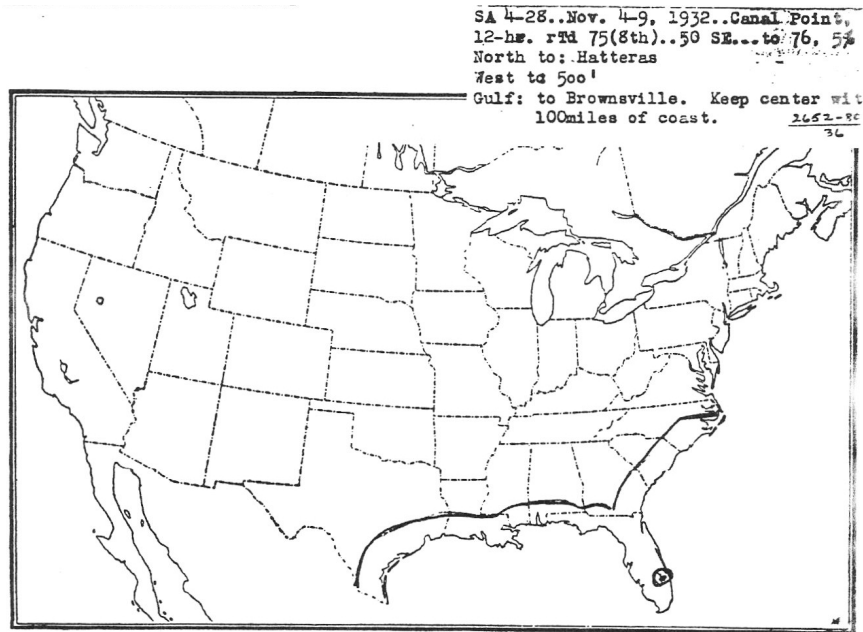 SA 4-28..Nov. 4-9, 1932..Canal Point,
12-hr. rTd 75(8th)..50 SE...to 76, 5%
North to: Hatteras
West to 500'
Gulf: to Brownsville. Keep center wit
100miles of coast.
2652-80
36